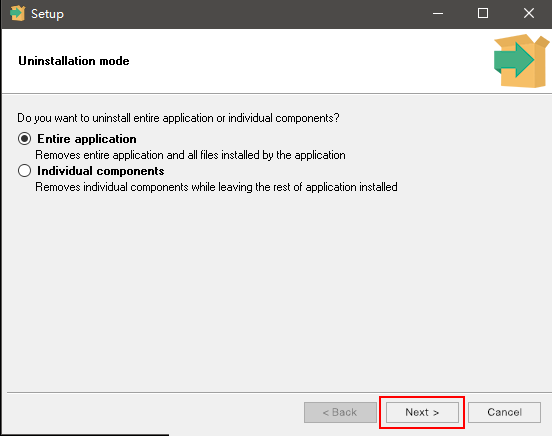 Setup
Uninstallation mode
Do you want to uninstall entire application or individual components?
Entire application
Removes entire application and all files installed by the application
Individual components
Removes individual components while leaving the rest of application installed
< Back
Next >
Cancel